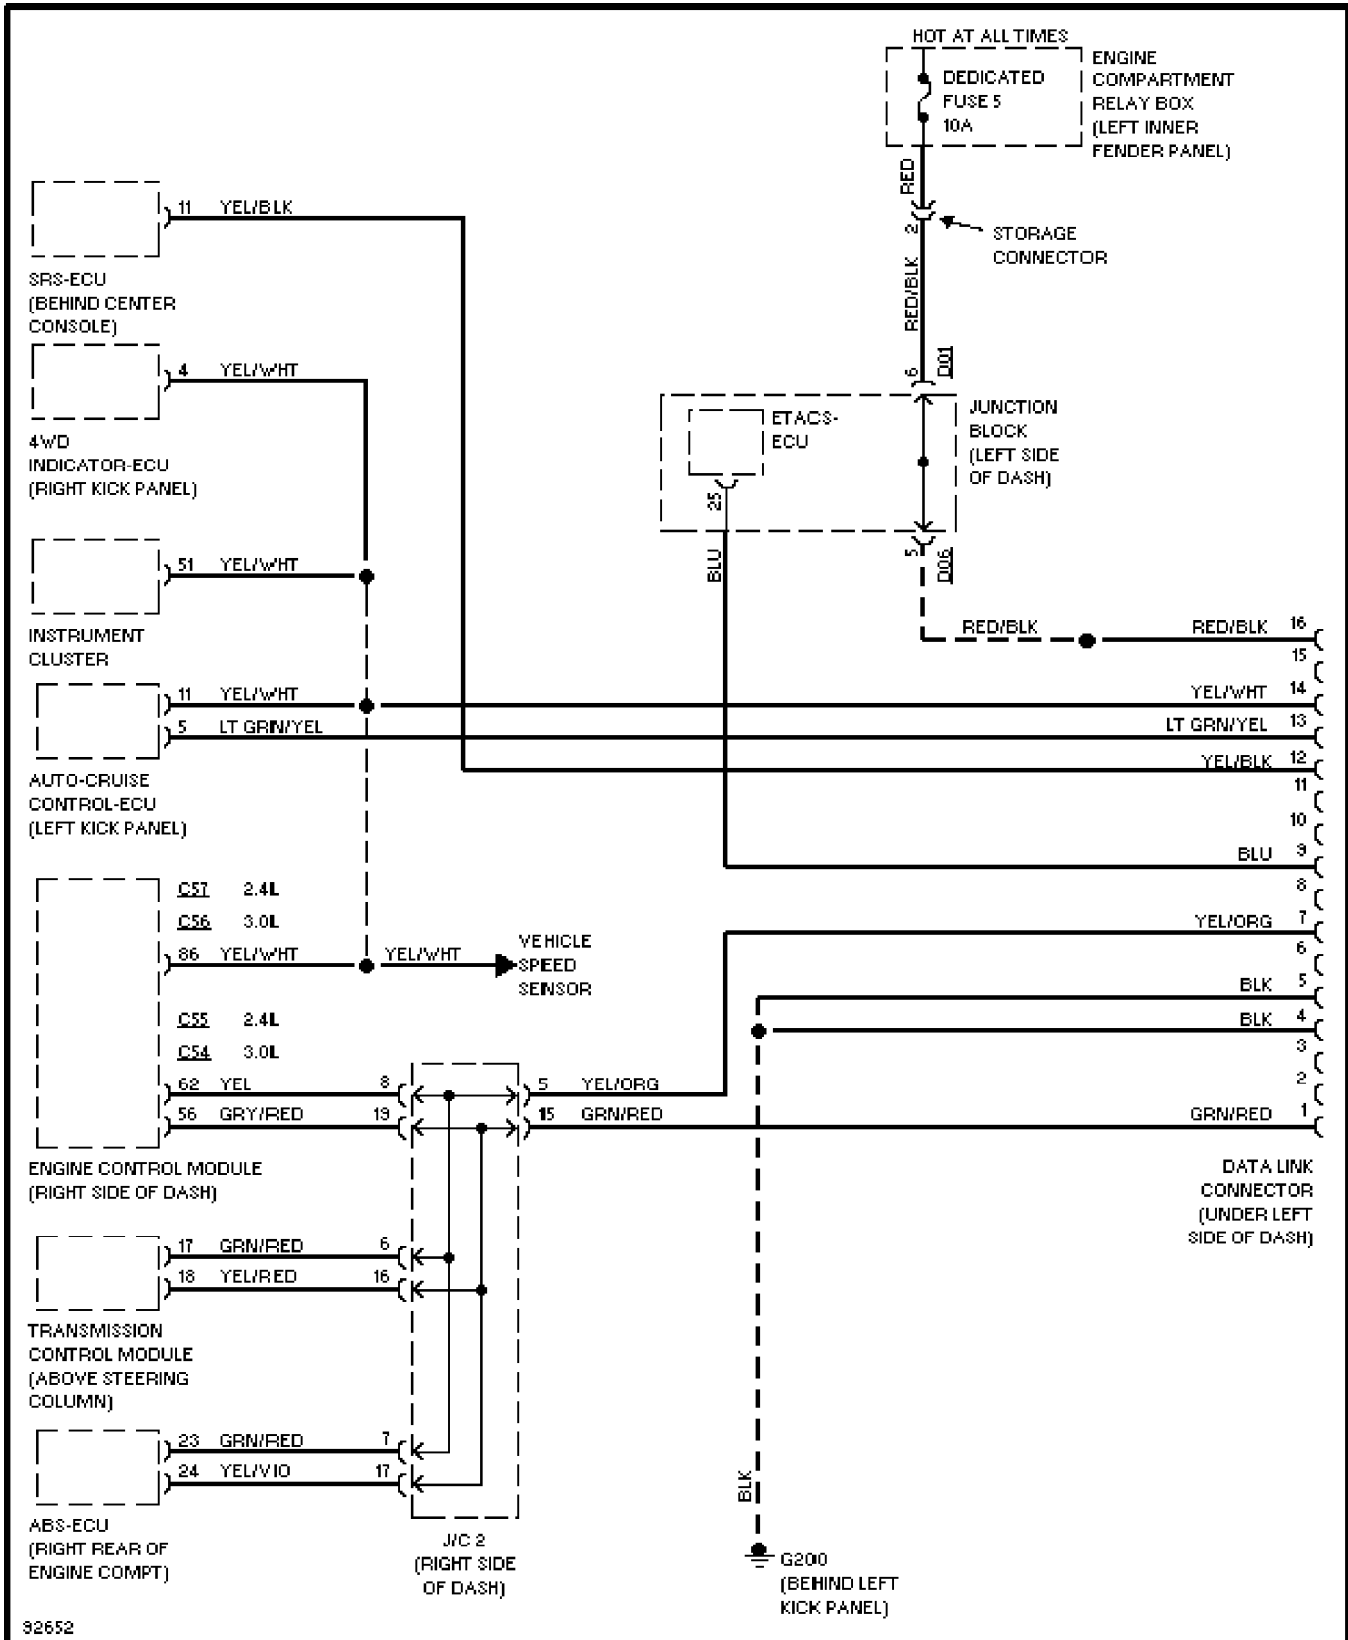 HOT AT ALL TIMES
DEDICATED
FUSE 5
10A
ENGINE
COMPARTMENT
RELAY BOX
(LEFT INNER
FENDER PANEL)
RED
2
STORAGE
CONNECTOR
RED/BLK
6
D01
11 YEL/BLK
SRS-ECU
(BEHIND CENTER
CONSOLE)
4 YEL/WHT
4WD
INDICATOR-ECU
(RIGHT KICK PANEL)
ETACS-
ECU
JUNCTION
BLOCK
(LEFT SIDE
OF DASH)
25
BLU
5
D06
51 YEL/WHT
INSTRUMENT
CLUSTER
RED/BLK
RED/BLK 16
15
11 YEL/WHT
YEL/WHT 14
5 LT GRN/YEL
LT GRN/YEL 13
AUTO-CRUISE
CONTROL-ECU
(LEFT KICK PANEL)
YEL/BLK 12
11
10
BLU 9
8
C57 2.4L
C56 3.0L
86 YEL/WHT
YEL/WHT
VEHICLE
SPEED
SENSOR
YEL/ORG 7
6
BLK 5
BLK 4
3
2
C55 2.4L
C54 3.0L
62 YEL 8
5 YEL/ORG
56 GRY/RED 19
15 GRN/RED
GRN/RED 1
ENGINE CONTROL MODULE
(RIGHT SIDE OF DASH)
DATA LINK
CONNECTOR
(UNDER LEFT
SIDE OF DASH)
17 GRN/RED 6
18 YEL/RED 16
TRANSMISSION
CONTROL MODULE
(ABOVE STEERING
COLUMN)
23 GRN/RED 7
24 YEL/VIO 17
ABS-ECU
(RIGHT REAR OF
ENGINE COMPT)
J/C 2
(RIGHT SIDE
OF DASH)
BLK
G200
(BEHIND LEFT
KICK PANEL)
92652